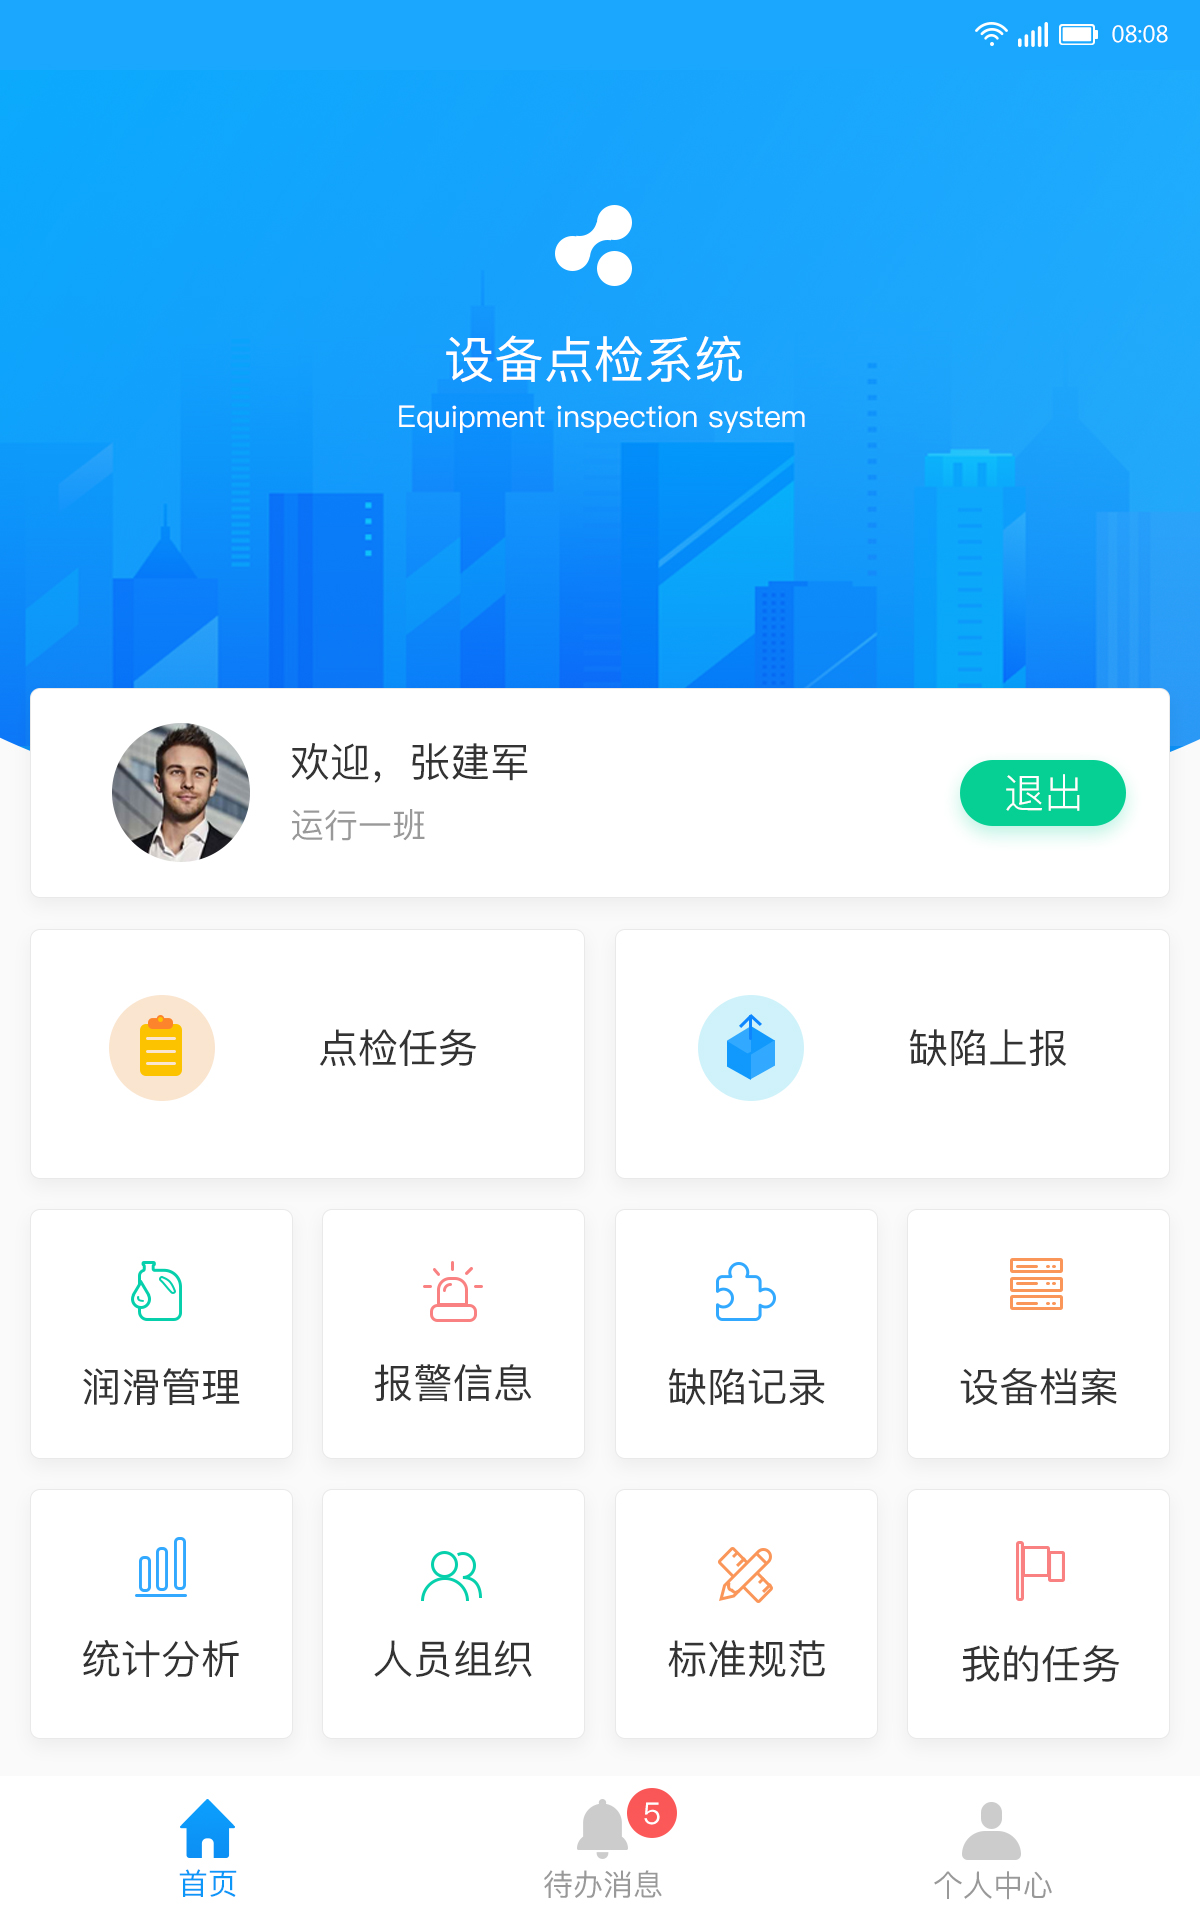 08:08
设备点检系统
Equipment inspection system
欢迎，张建军
运行一班
退出
点检任务
缺陷上报
润滑管理
报警信息
缺陷记录
设备档案
统计分析
人员组织
标准规范
我的任务
5
首页
待办消息
个人中心